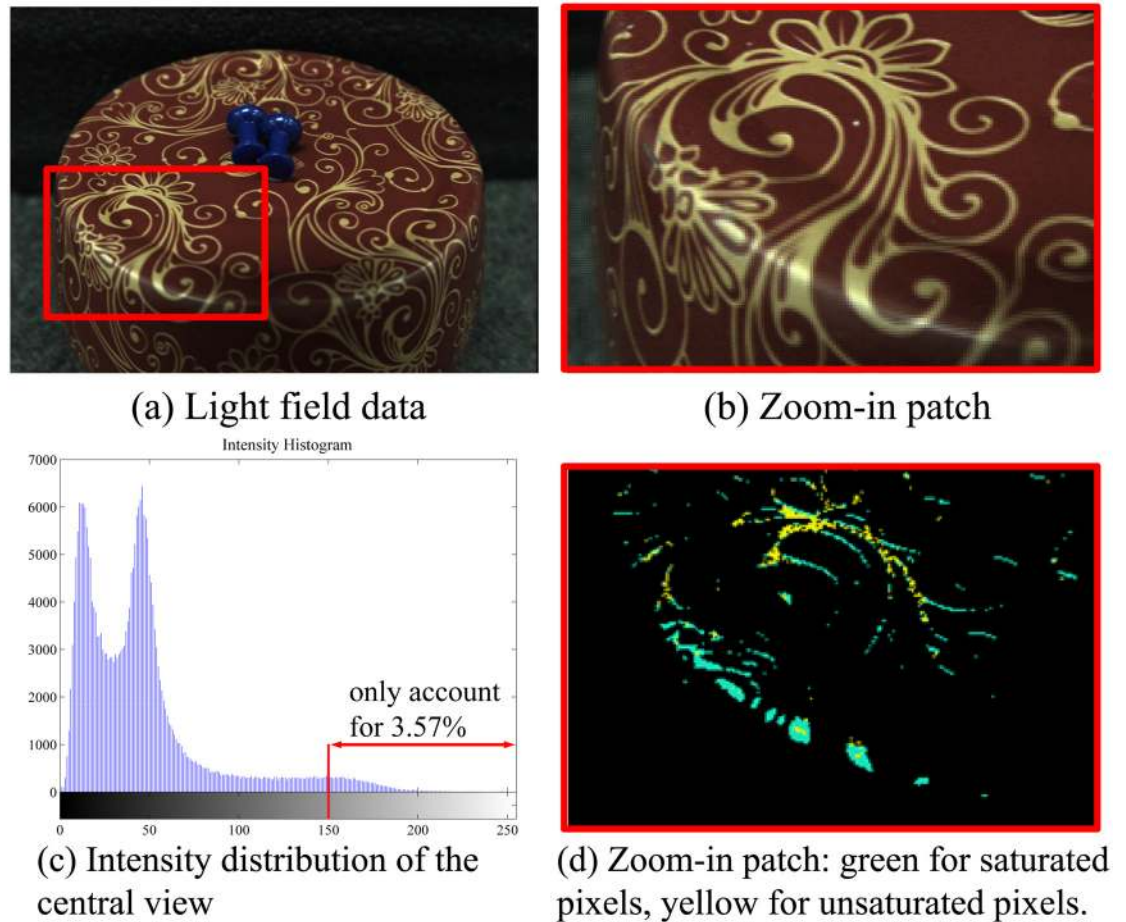 (a) Light field data
(b) Zoom-in patch
Intensity Histogram
7000
6000
5000
4000
3000
2000
1000
0
only account
for 3.57%
0 50 100 150 200 250
(c) Intensity distribution of the
central view
(d) Zoom-in patch: green for saturated
pixels, yellow for unsaturated pixels.